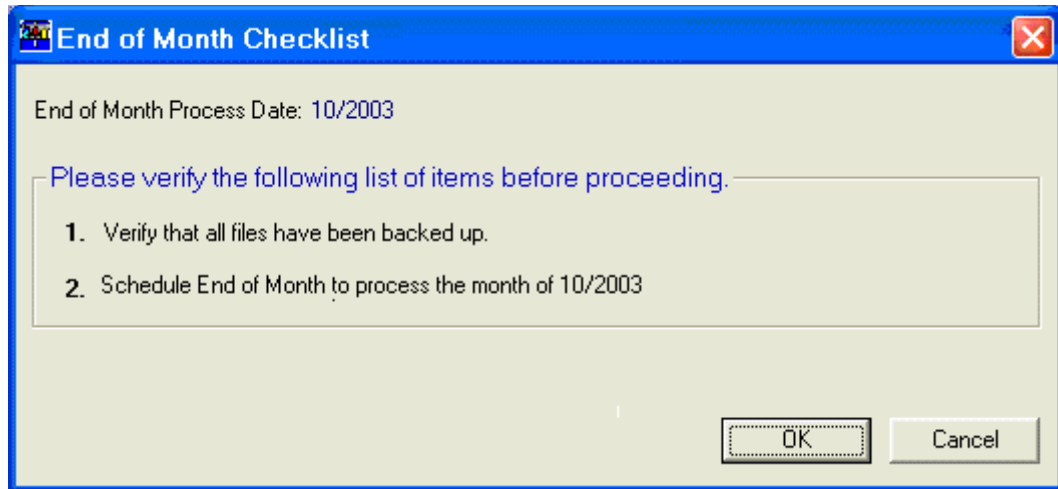 End of Month Checklist
End of Month Process Date: 10/2003
Please verify the following list of items before proceeding.
1. Verify that all files have been backed up.
2. Schedule End of Month to process the month of 10/2003
OK Cancel